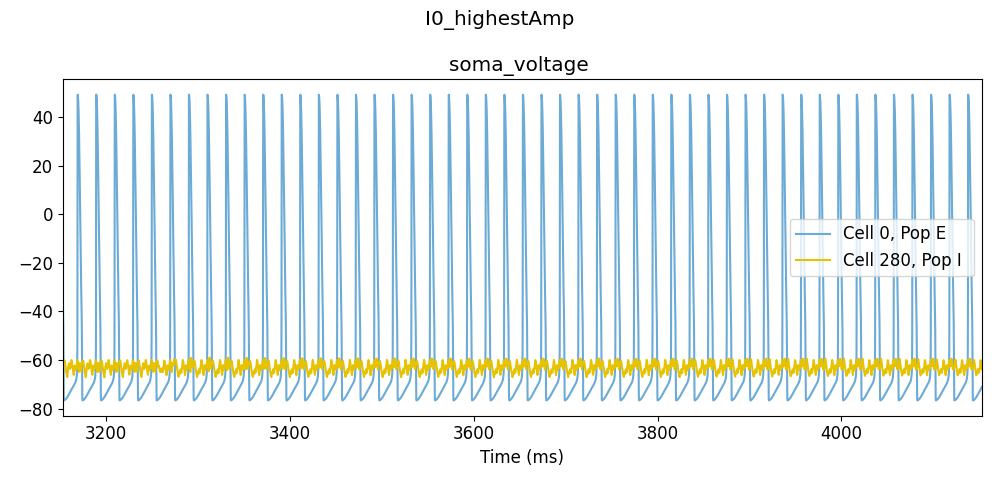 I0_highestAmp
soma_voltage
40
20
0
−20
−40
−60
−80
Cell 0, Pop E
Cell 280, Pop I
3200 3400 3600 3800 4000
Time (ms)